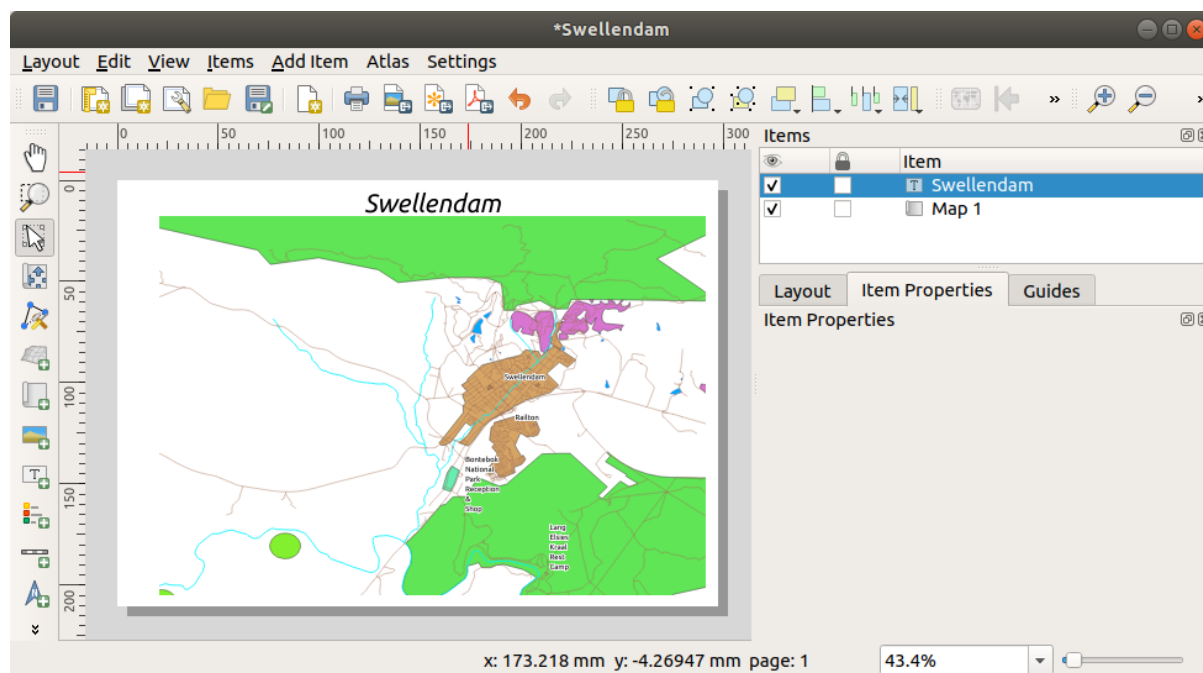 *Swellendam
Layout Edit View Items Add Item Atlas Settings
» »
0 50 100 150 200 250 300
Items
Item
Swellendam
Map 1
Layout Item Properties Guides
Item Properties
0
50
100
150
200
Swellendam
Swellendam
Railton
Bontebok
National
Park
Reception
&
Shop
Lang
Elsies
Kraal
Rest
Camp
x: 173.218 mm y: -4.26947 mm page: 1 43.4%